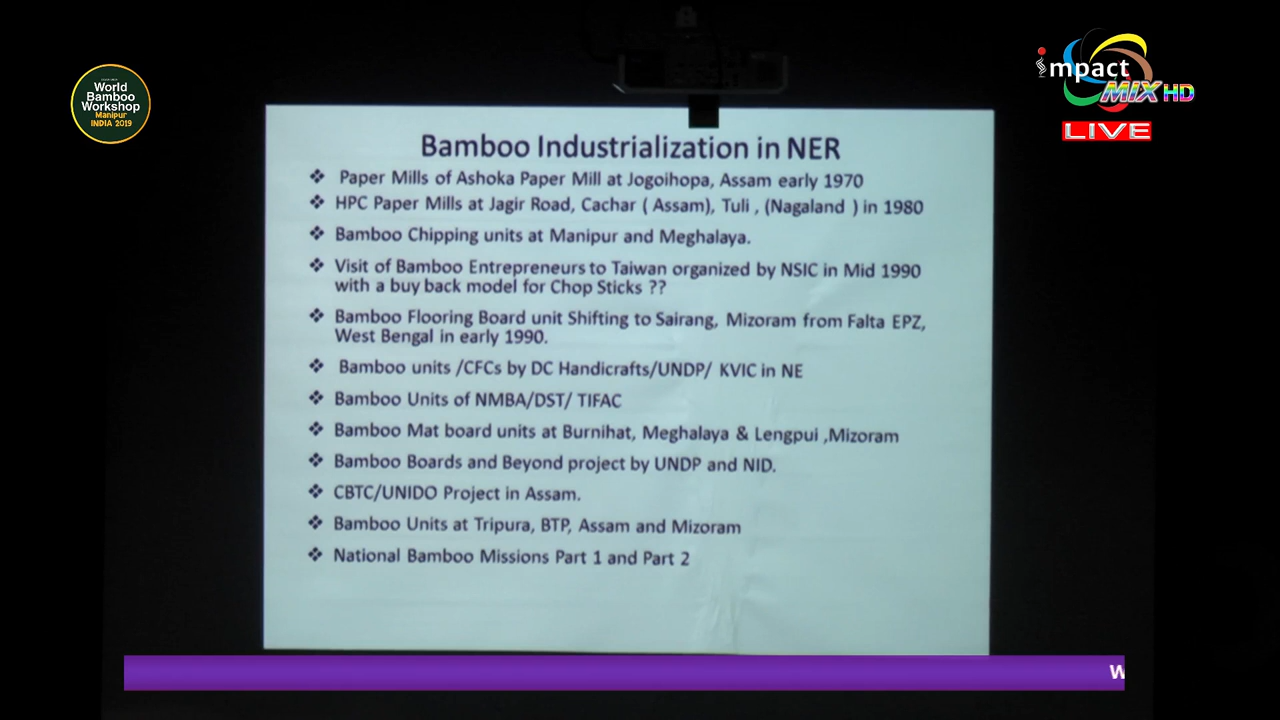 World
Bamboo
Workshop
Manipur
INDIA 2019
impact
MIX HD
LIVE
Bamboo Industrialization in NER
❖ Paper Mills of Ashoka Paper Mill at Jogoihopa, Assam early 1970
❖ HPC Paper Mills at Jagir Road, Cachar ( Assam), Tuli , (Nagaland ) in 1980
❖ Bamboo Chipping units at Manipur and Meghalaya.
❖ Visit of Bamboo Entrepreneurs to Taiwan organized by NSIC in Mid 1990
with a buy back model for Chop Sticks ??
❖ Bamboo Flooring Board unit Shifting to Sairang, Mizoram from Falta EPZ,
West Bengal in early 1990.
❖ Bamboo units /CFCs by DC Handicrafts/UNDP/ KVIC in NE
❖ Bamboo Units of NMBA/DST/ TIFAC
❖ Bamboo Mat board units at Burnihat, Meghalaya & Lengpui ,Mizoram
❖ Bamboo Boards and Beyond project by UNDP and NID.
❖ CBTC/UNIDO Project in Assam.
❖ Bamboo Units at Tripura, BTP, Assam and Mizoram
❖ National Bamboo Missions Part 1 and Part 2